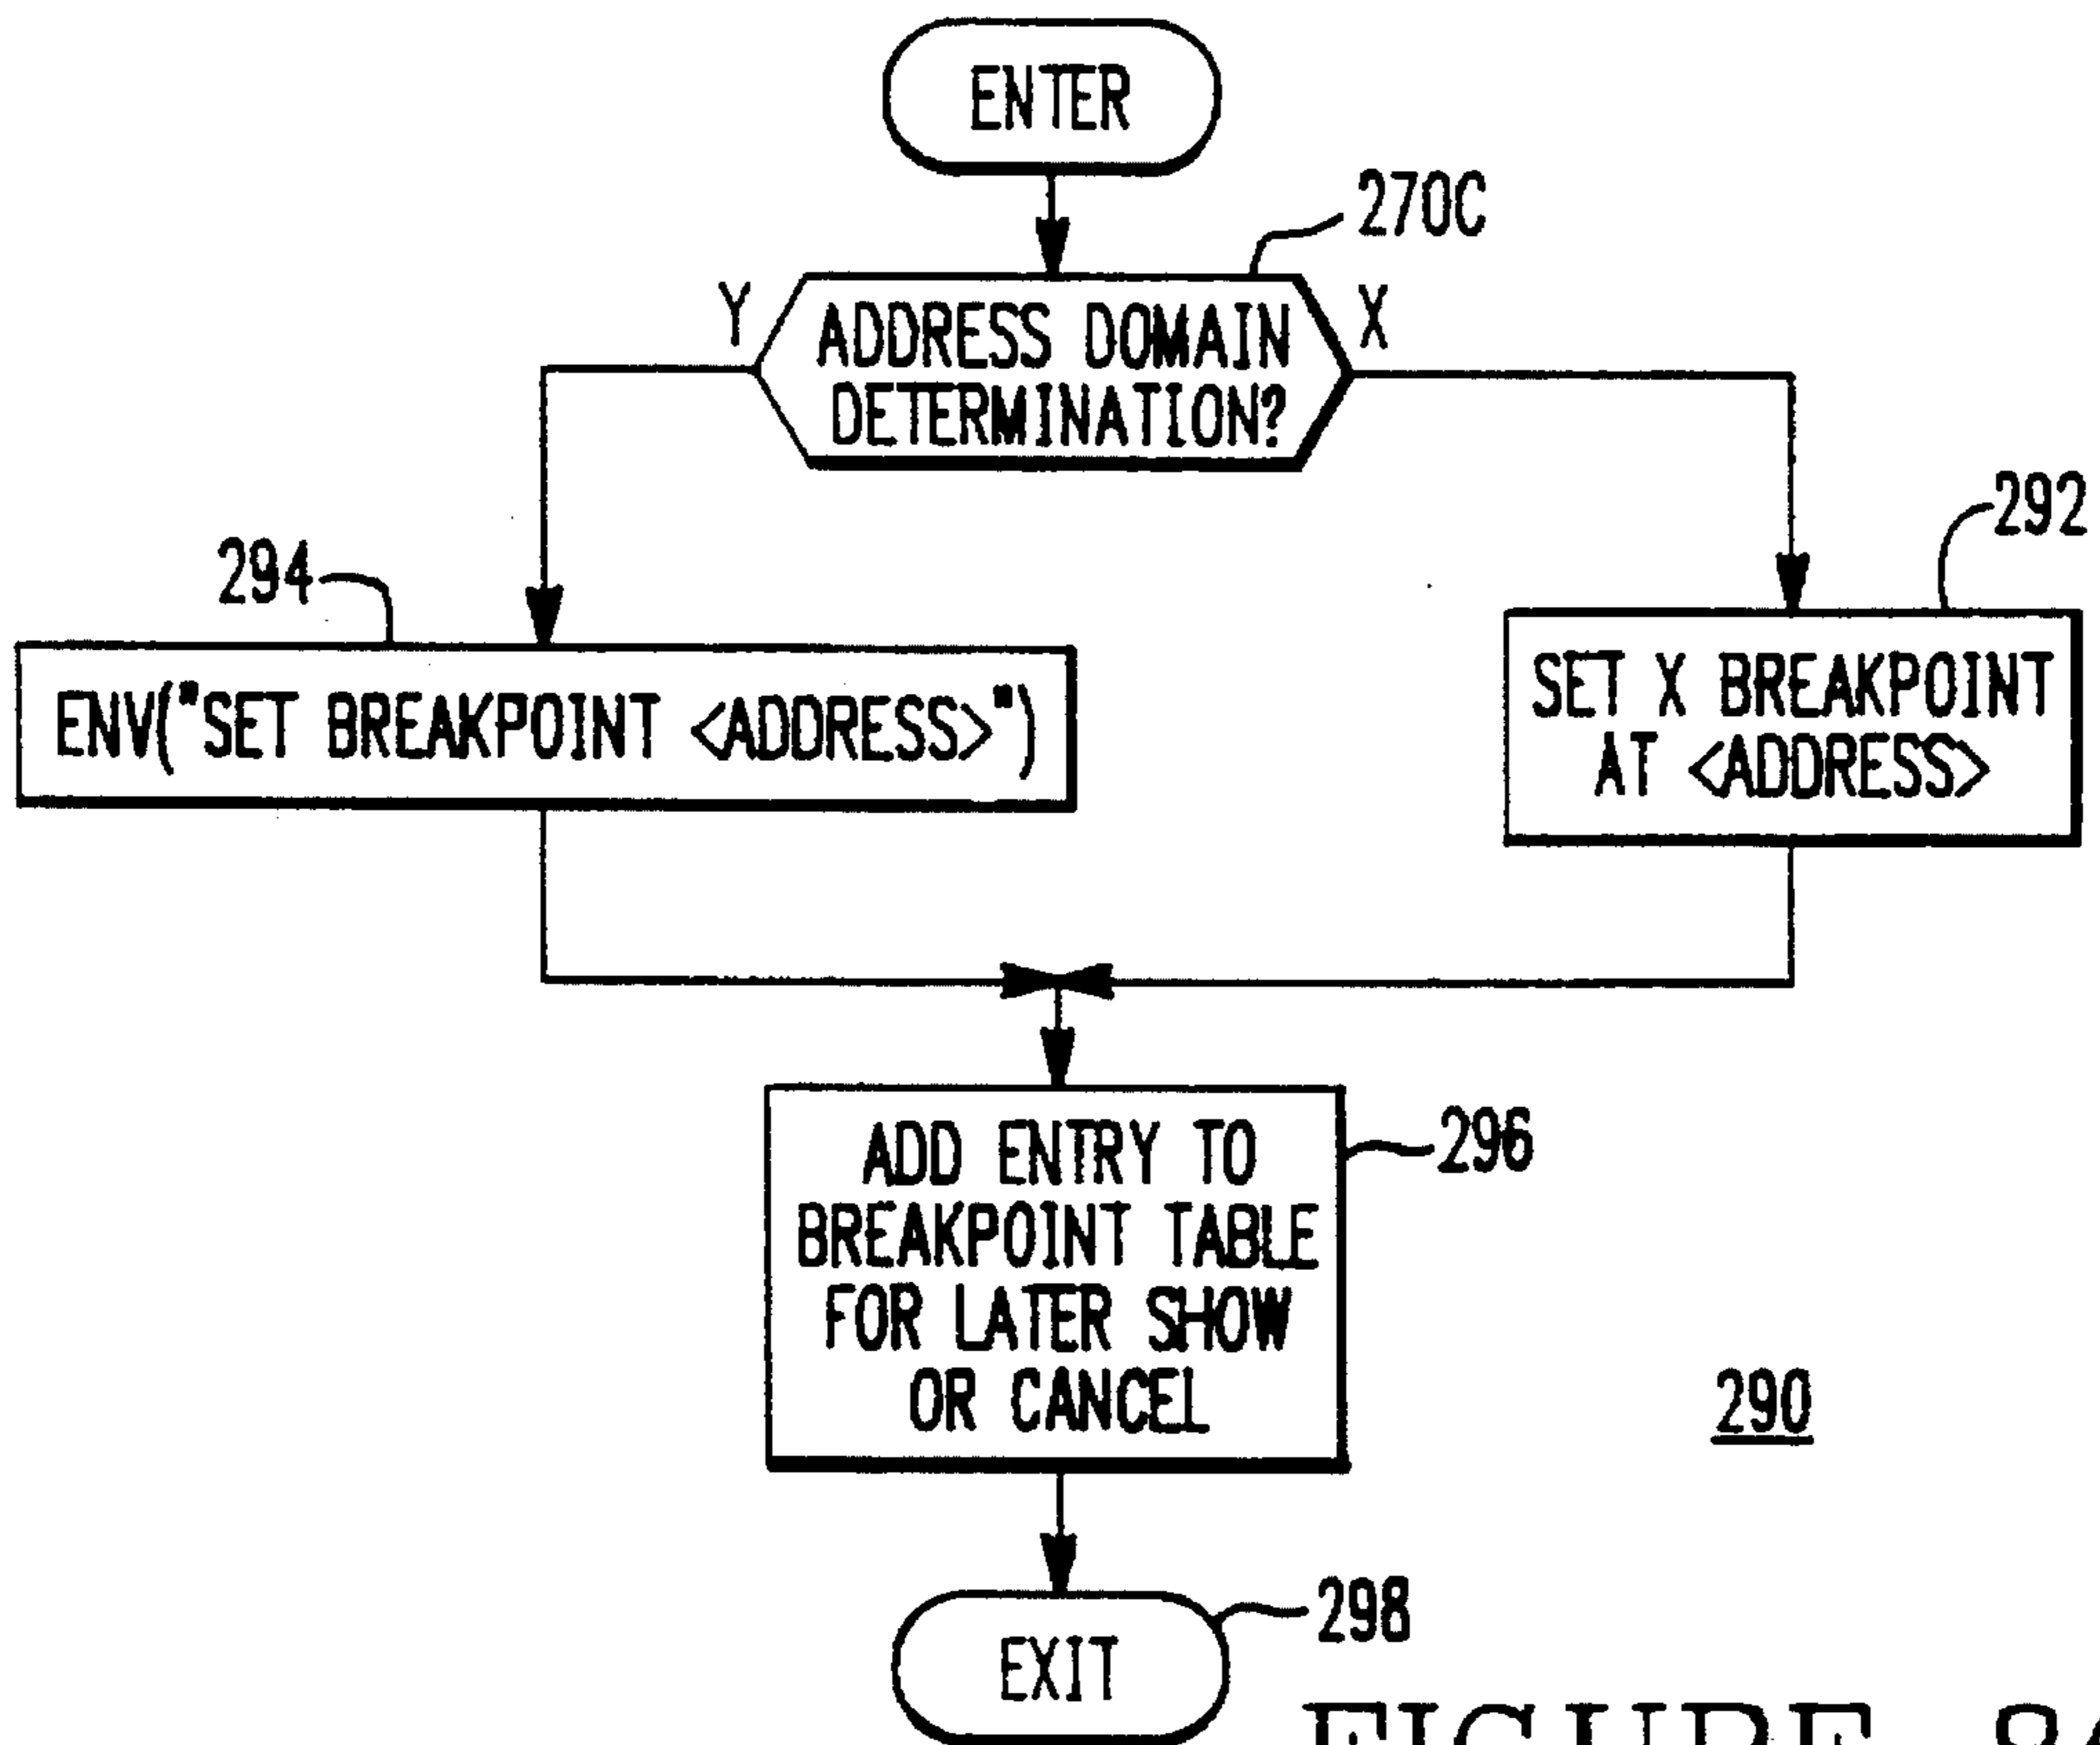 ENTER
270C
Y
ADDRESS DOMAIN
DETERMINATION?
X
292
294
ENV("SET BREAKPOINT <ADDRESS>")
SET X BREAKPOINT
AT <ADDRESS>
ADD ENTRY TO
BREAKPOINT TABLE
FOR LATER SHOW
OR CANCEL
296
290
EXIT
298
FIGURE